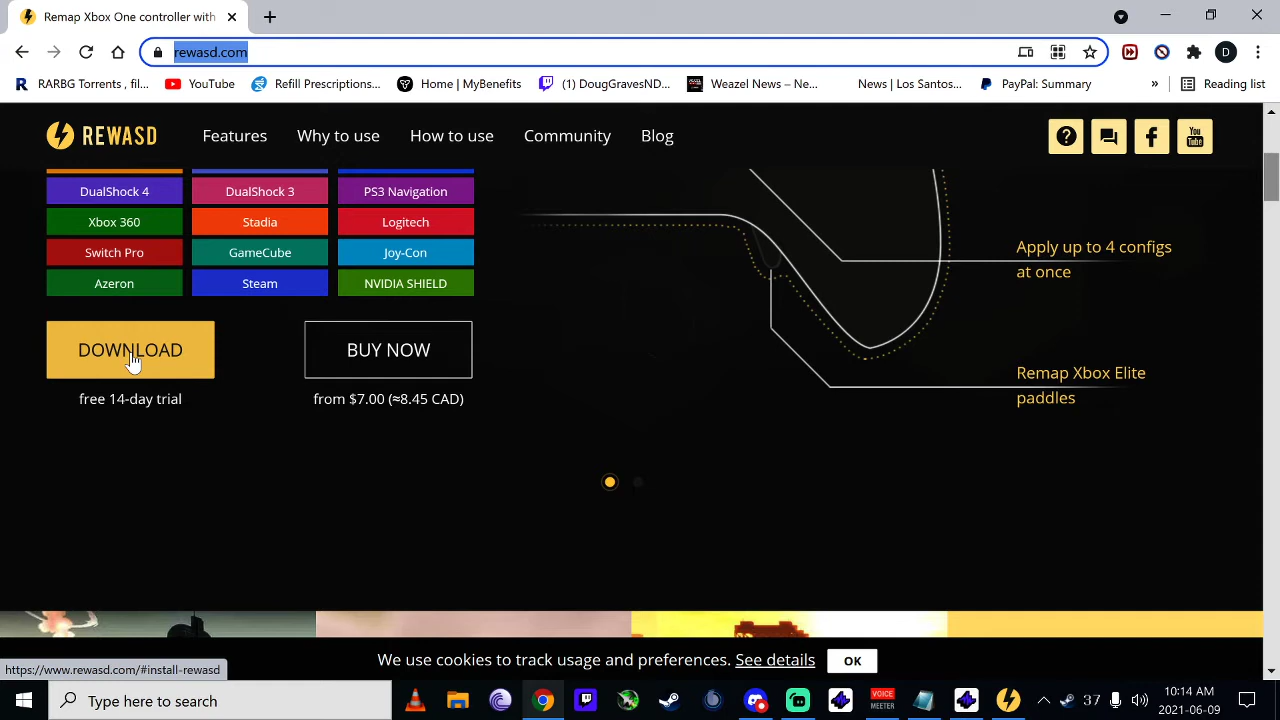 Remap Xbox One controller with
rewasd.com
D
RARBG Torrents , fil...
YouTube
Refill Prescriptions...
Home | MyBenefits
(1) DougGravesND...
Weazel News – Ne...
News | Los Santos...
PayPal: Summary
»
Reading list
REWASD
Features
Why to use
How to use
Community
Blog
You
Tube
DualShock 4
DualShock 3
PS3 Navigation
Xbox 360
Stadia
Logitech
Switch Pro
GameCube
Joy-Con
Azeron
Steam
NVIDIA SHIELD
Apply up to 4 configs
at once
DOWNLOAD
BUY NOW
free 14-day trial
from $7.00 (≈8.45 CAD)
Remap Xbox Elite
paddles
We use cookies to track usage and preferences. See details
OK
https://www.rewasd.com/#install-rewasd
Type here to search
VOICE
MEETER
37
10:14 AM
2021-06-09